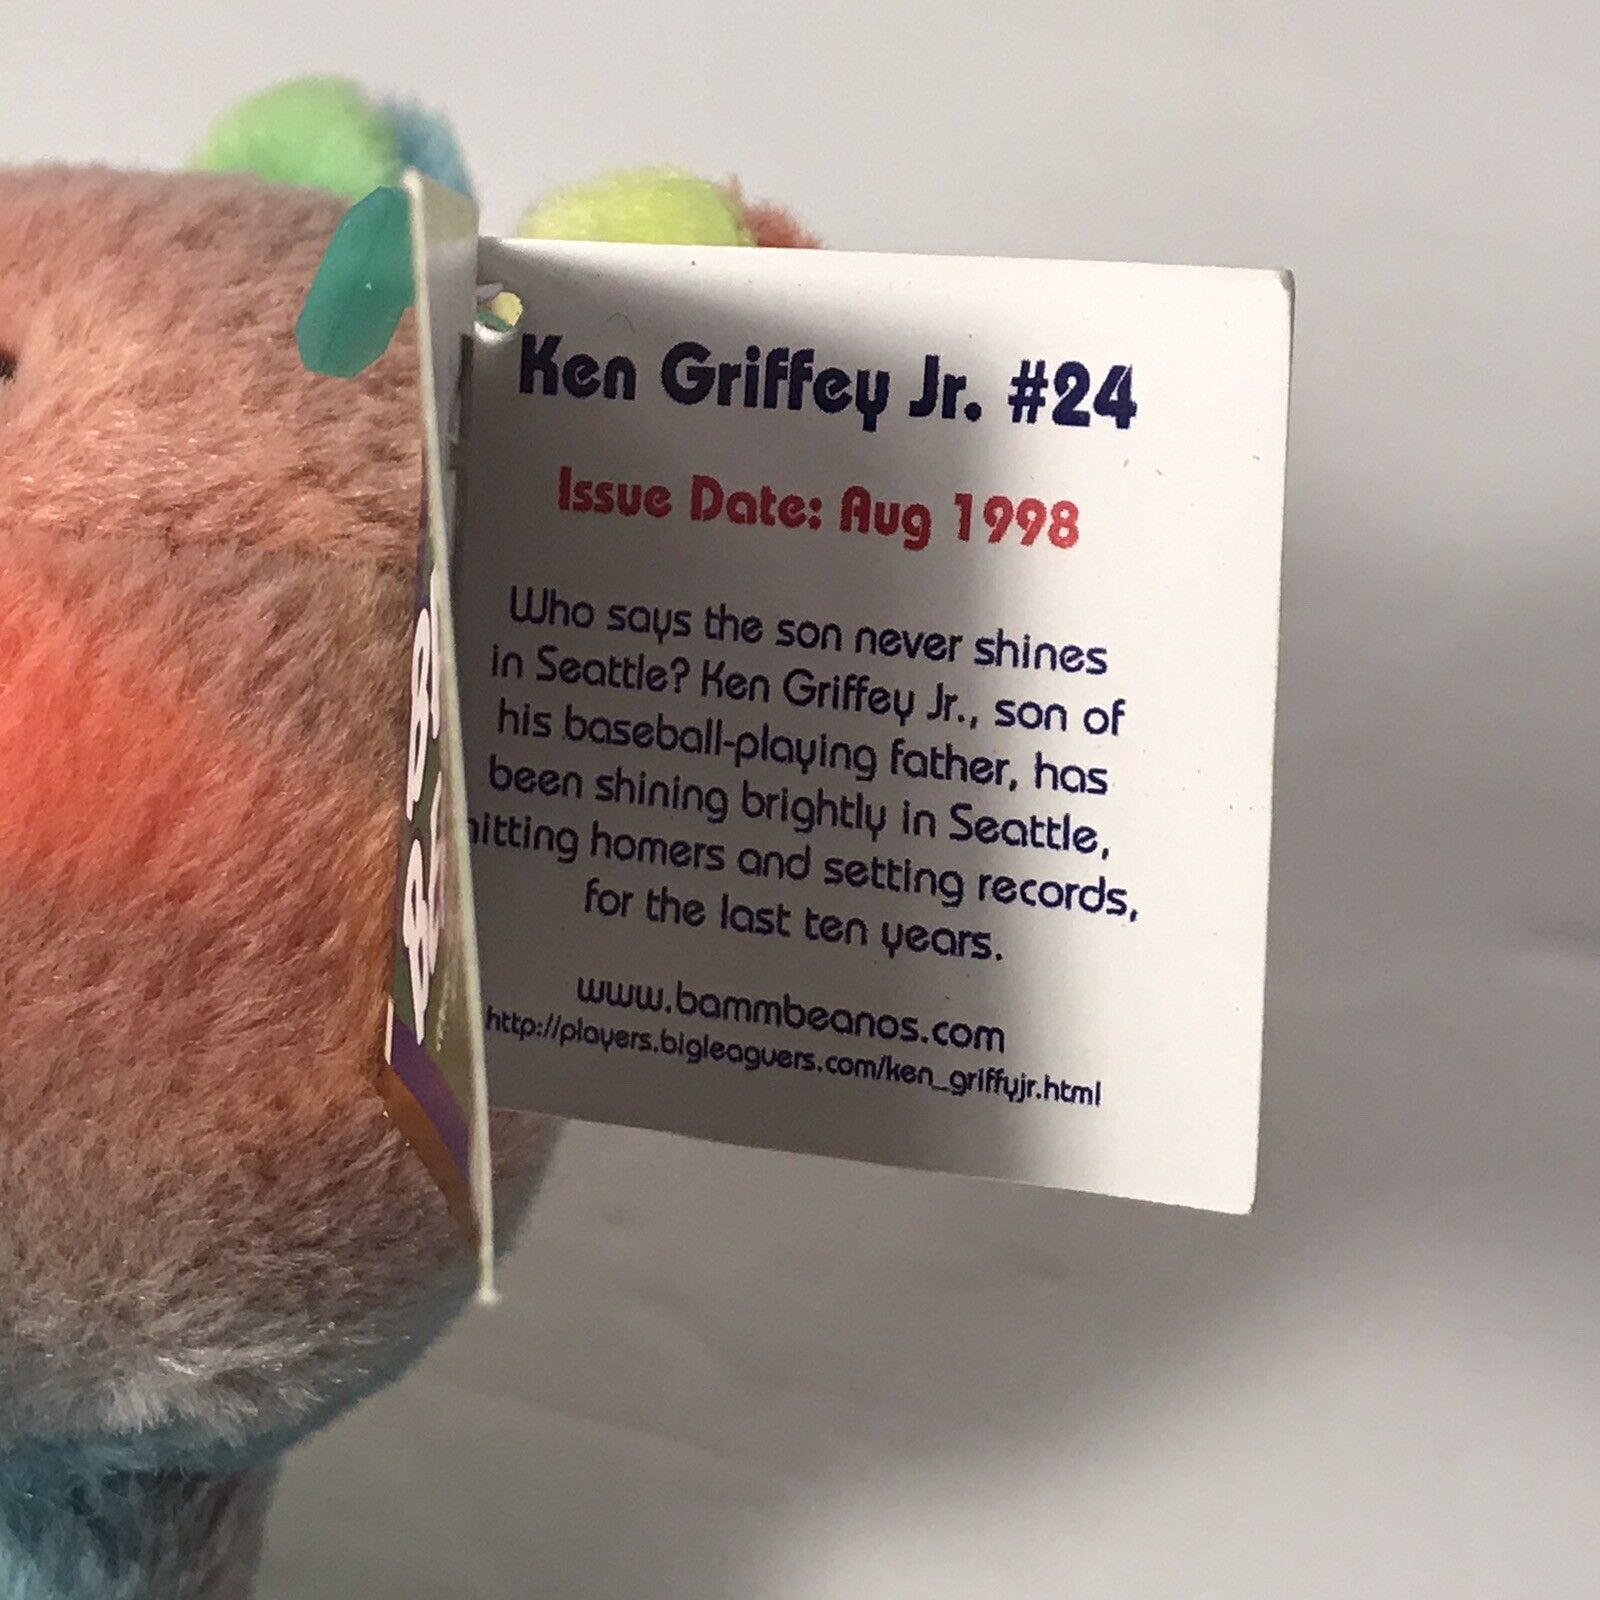 Ken Griffey Jr. #24
Issue Date: Aug 1998
Who says the son never shines
in Seattle? Ken Griffey Jr., son of
his baseball-playing father, has
been shining brightly in Seattle,
hitting homers and setting records,
for the last ten years.
www.bammbeanos.com
http://players.bigleaguers.com/ken_griffyjr.html